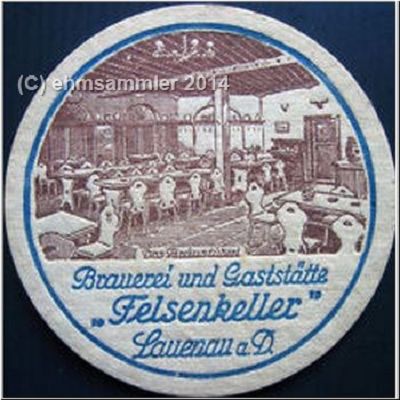 (C) ehmsammler 2014
Brauerei und Gaststätte
„Felsenkeller“
Lauenau a.D.